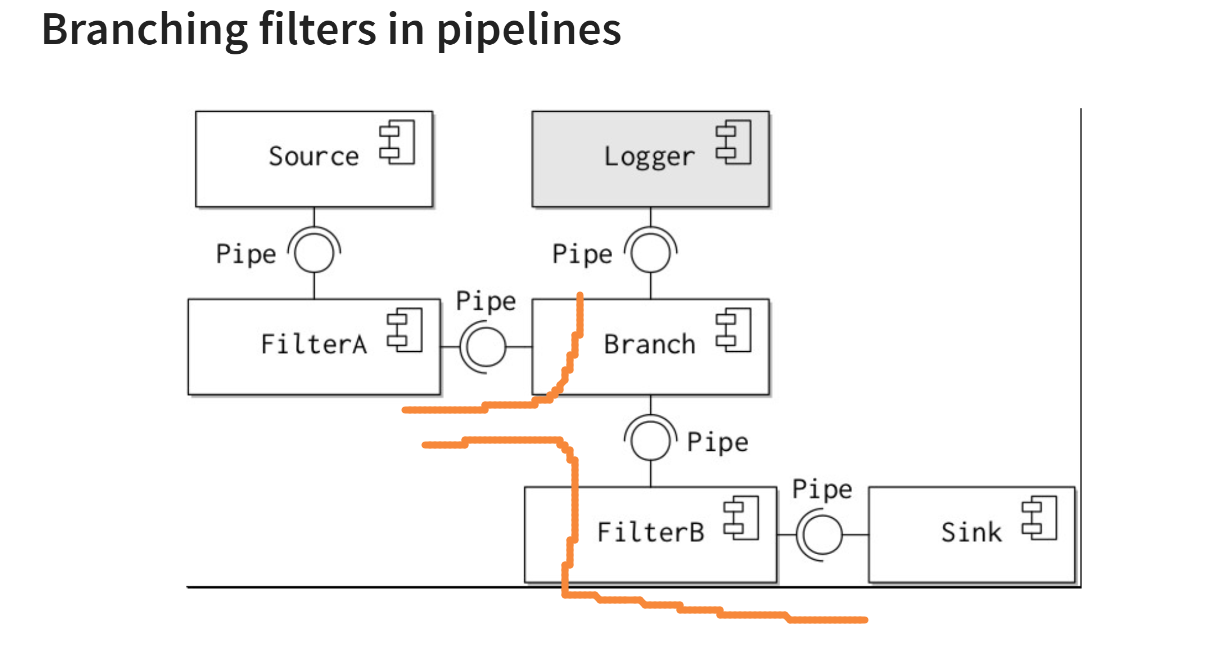 Branching filters in pipelines
Source
Logger
Pipe
Pipe
Pipe
FilterA
Branch
Pipe
Pipe
FilterB
Sink